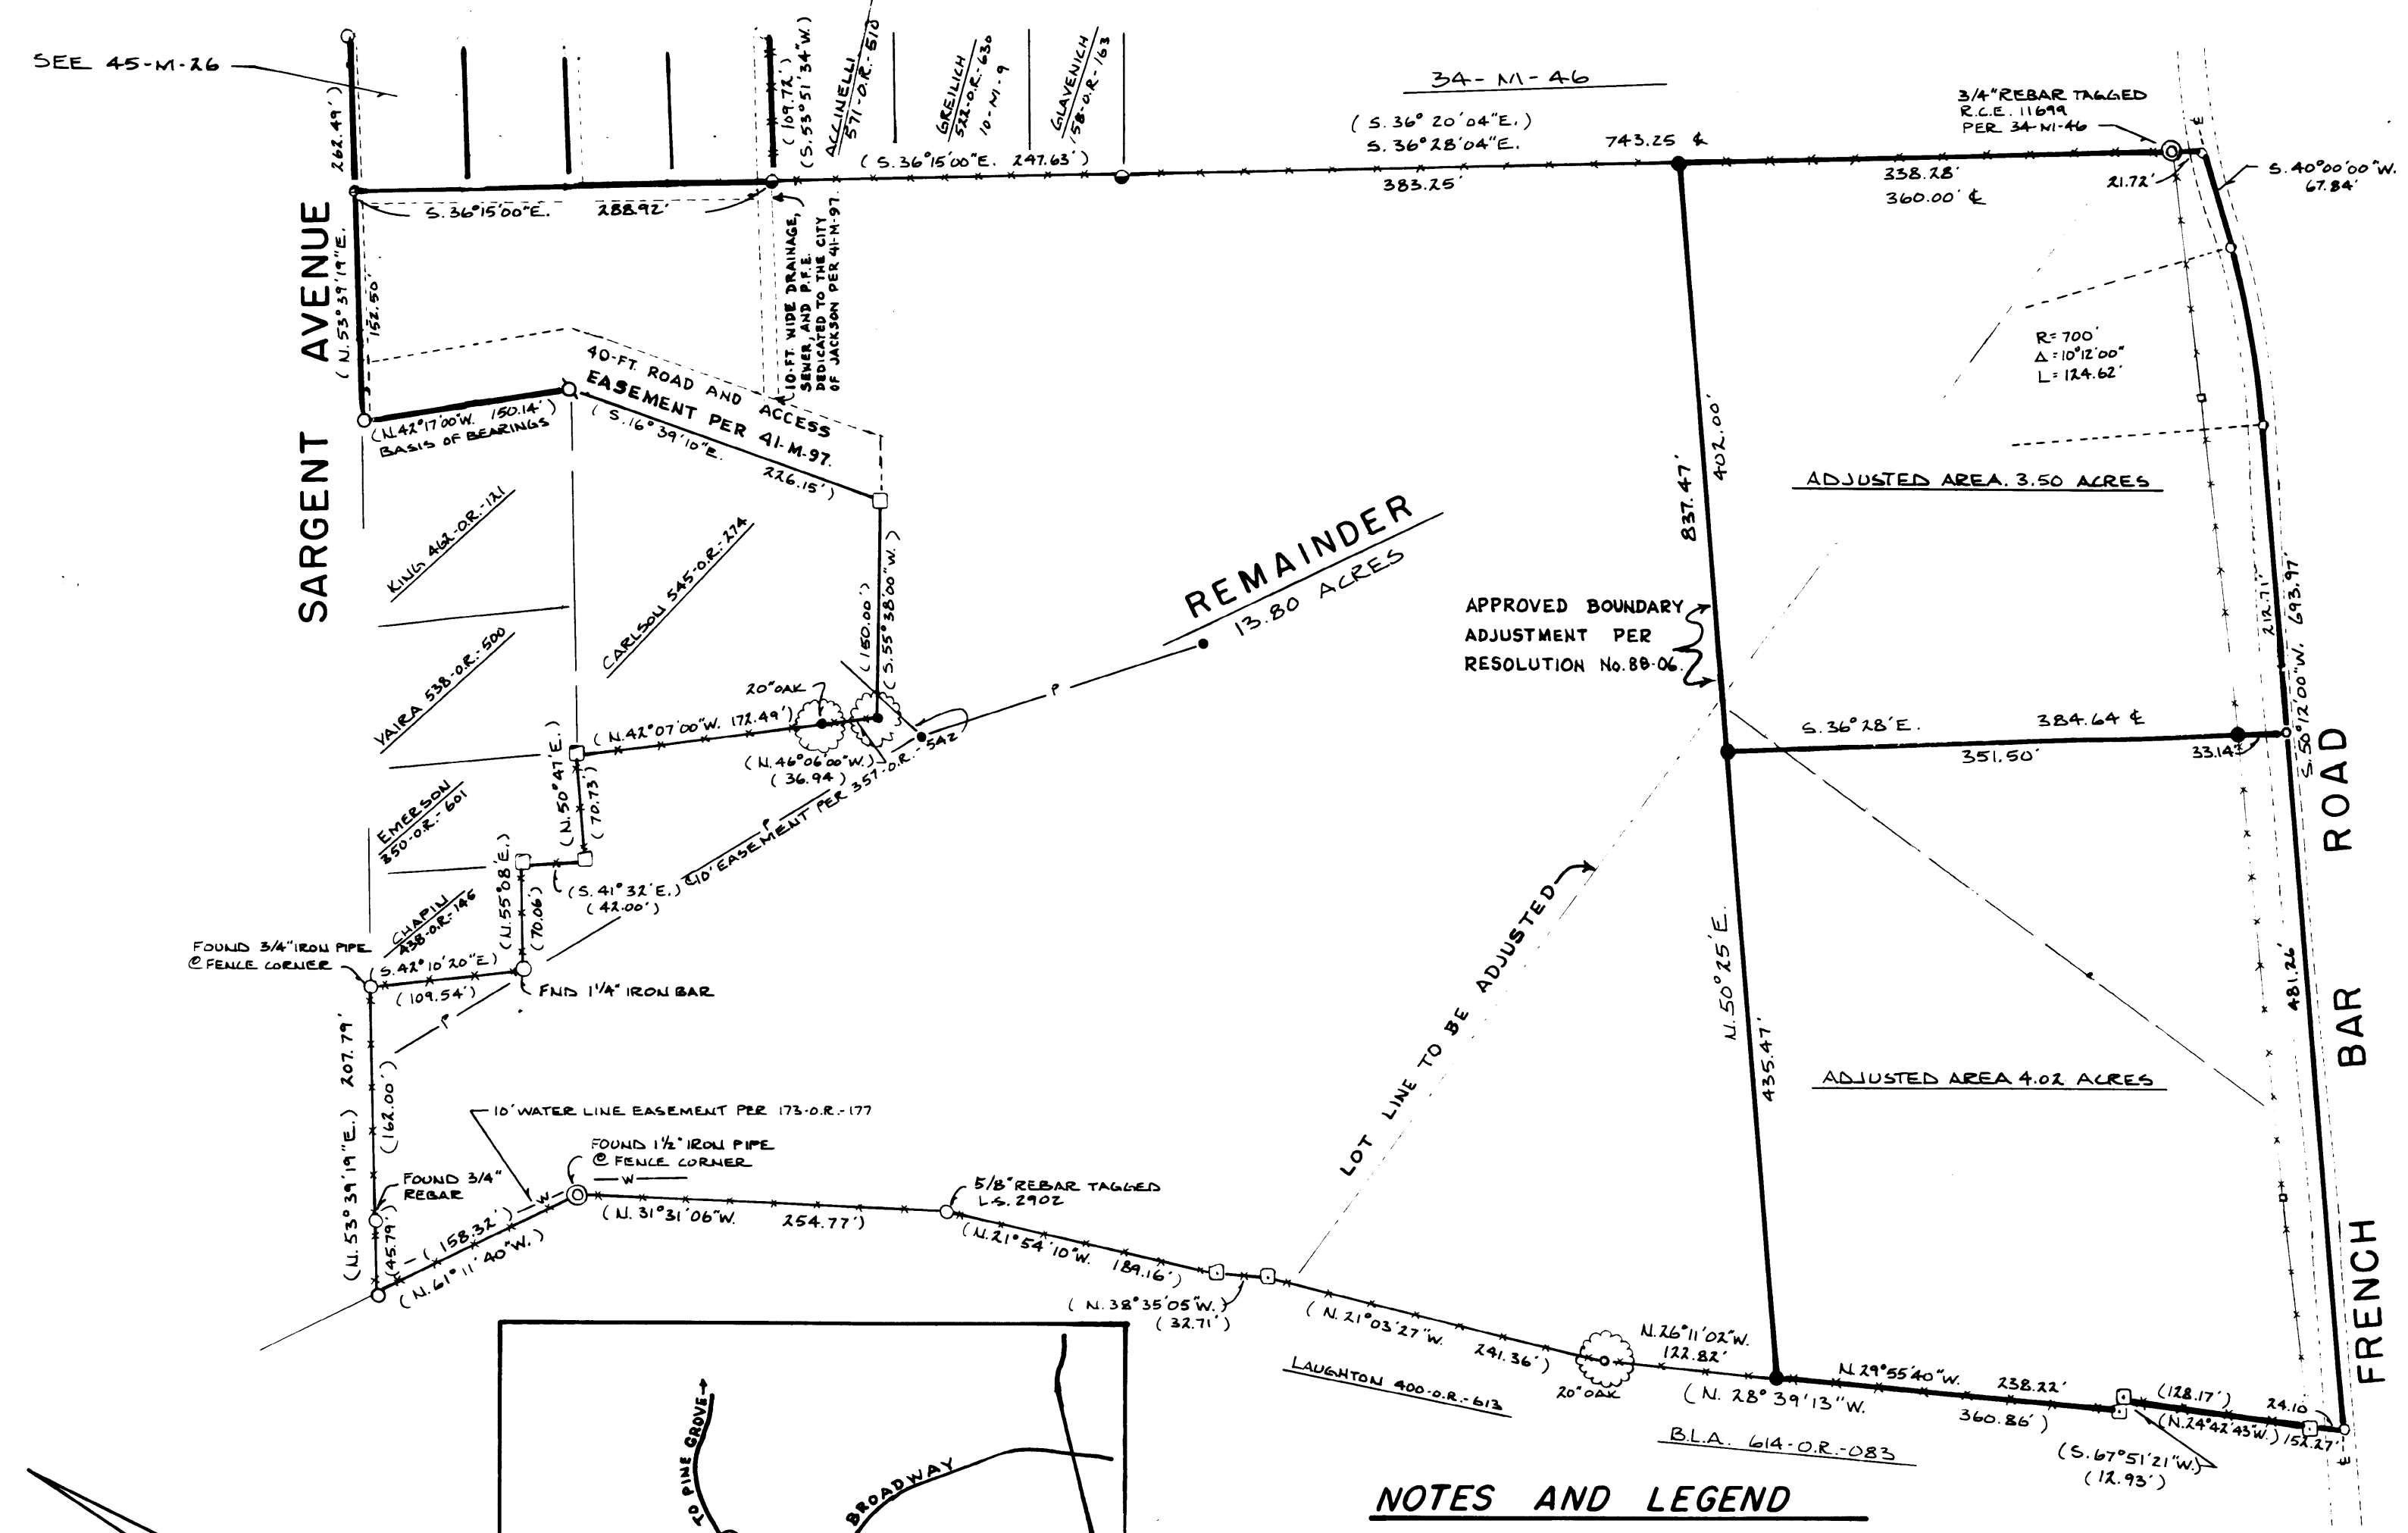 SEE 45-M-26
262.49')
(109.72')
(S.53°51'34"W.)
ACCINELLI
571-O.R.-510
GREILICH
522-O.R.-630
10-M-9
GLAVENICH
158-O.R.-163
(S.36°15'00"E. 247.63')
34-M-46
(S.36°20'04"E.)
S.36°28'04"E.
743.25 ℄
383.25'
3/4" REBAR TAGGED
R.C.E. 11699
PER 34-M-46
338.28'
360.00' ℄
21.72'
S.40°00'00"W.
67.84'
S.36°15'00"E. 288.92'
SARGENT AVENUE
(N.53°39'19"E.
152.50'
10-FT. WIDE DRAINAGE,
SEWER, AND P.F.E.
DEDICATED TO THE CITY
OF JACKSON PER 41-M-97.
40-FT. ROAD AND ACCESS
EASEMENT PER 41-M-97.
(N.42°17'00"W. 150.14')
BASIS OF BEARINGS
(S.16°39'10"E. 226.15')
R=700'
Δ=10°12'00"
L=124.62'
837.47'
402.00'
ADJUSTED AREA. 3.50 ACRES
KING 462-O.R.-121
CARLSON 545-O.R.-274
VAIRA 538-O.R.-500
(150.00')
(S.55°38'00"W.)
REMAINDER
13.80 ACRES
APPROVED BOUNDARY
ADJUSTMENT PER
RESOLUTION No.88-06.
212.71'
S.50°12'00"W. 693.97'
20" OAK
(N.42°07'00"W. 172.49')
(N.46°06'00"W.)
(36.94')
P
S.36°28'E. 384.64 ℄
351.50'
33.14'
(N.50°47'E.)
(70.73')
10' EASEMENT PER 357-O.R.-542
P
EMERSON
350-O.R.-601
(S.41°32'E.)
(42.00')
(N.55°08'E.)
(70.06')
CHAPIN
438-O.R.-146
FOUND 3/4" IRON PIPE
@ FENCE CORNER
(S.42°10'20"E)
(109.54')
FND 1 1/4" IRON BAR
P
LOT LINE TO BE ADJUSTED
N.50°25'E.
435.47'
ADJUSTED AREA 4.02 ACRES
481.26'
FRENCH BAR ROAD
(N.53°39'19"E.) 207.79'
(162.00')
10' WATER LINE EASEMENT PER 173-O.R.-177
FOUND 1 1/2" IRON PIPE
@ FENCE CORNER
W
FOUND 3/4"
REBAR
(45.79')
W
(158.32')
(N.61°11'40"W.)
(N.31°31'06"W. 254.77')
5/8" REBAR TAGGED
L.S. 2902
(N.21°54'10"W. 189.16')
(N.38°35'05"W.)
(32.71')
(N.21°03'27"W. 241.36')
20" OAK
LAUGHTON 400-O.R.-613
N.26°11'02"W.
122.82'
(N.28°39'13"W. 360.86')
N.29°55'40"W. 238.22'
(128.17')
24.10
(N.24°42'43"W.) 152.27'
(S.67°51'21"W.)
(12.93')
B.L.A. 614-O.R.-083
TO PINE GROVE
BROADWAY
NOTES AND LEGEND